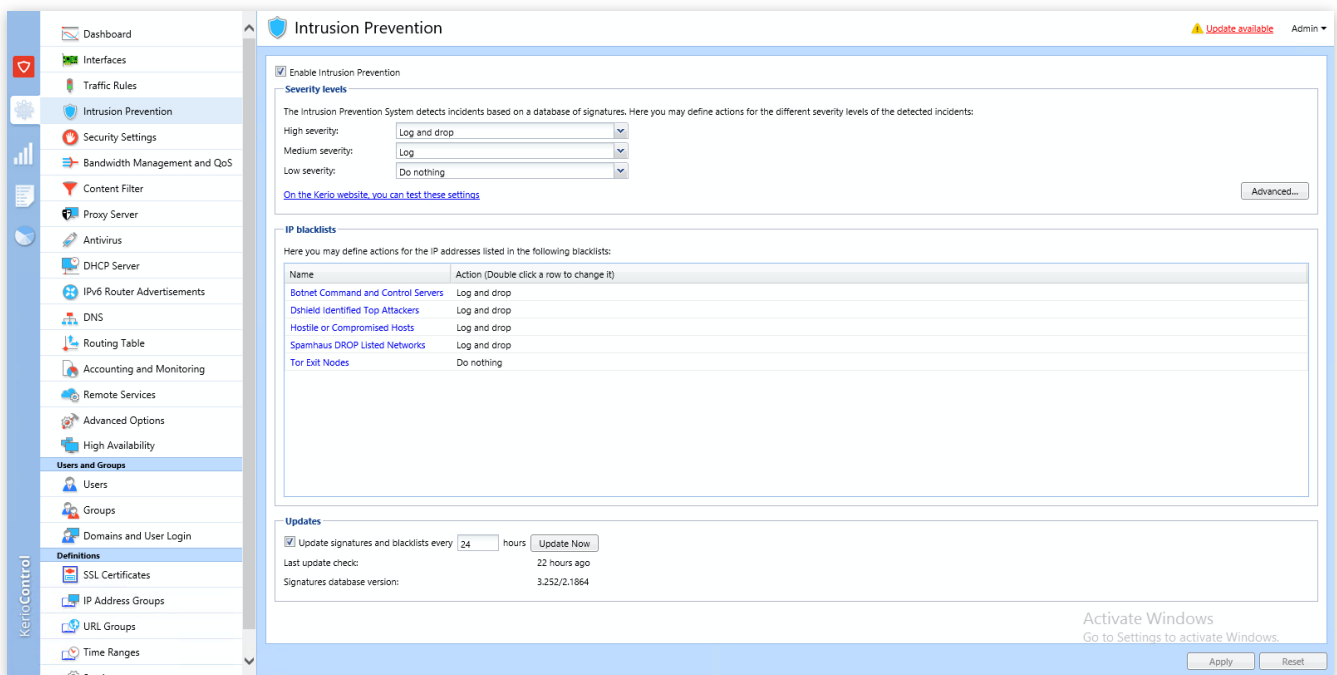 Dashboard
Interfaces
Traffic Rules
Intrusion Prevention
Security Settings
Bandwidth Management and QoS
Content Filter
Proxy Server
Antivirus
DHCP Server
IPv6 Router Advertisements
DNS
Routing Table
Accounting and Monitoring
Remote Services
Advanced Options
High Availability
Users and Groups
Users
Groups
Domains and User Login
Definitions
SSL Certificates
IP Address Groups
URL Groups
Time Ranges
KerioControl
Intrusion Prevention
Update available
Admin
Enable Intrusion Prevention
Severity levels
The Intrusion Prevention System detects incidents based on a database of signatures. Here you may define actions for the different severity levels of the detected incidents:
High severity: Log and drop
Medium severity: Log
Low severity: Do nothing
On the Kerio website, you can test these settings
Advanced...
IP blacklists
Here you may define actions for the IP addresses listed in the following blacklists:
Name Action (Double click a row to change it)
Botnet Command and Control Servers Log and drop
Dshield Identified Top Attackers Log and drop
Hostile or Compromised Hosts Log and drop
Spamhaus DROP Listed Networks Log and drop
Tor Exit Nodes Do nothing
Updates
Update signatures and blacklists every 24 hours Update Now
Last update check: 22 hours ago
Signatures database version: 3.252/2.1864
Activate Windows
Go to Settings to activate Windows.
Apply Reset